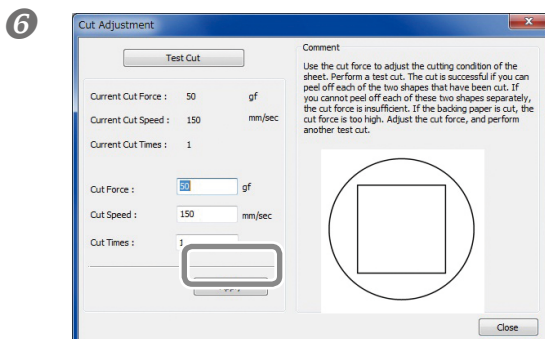 6
Cut Adjustment
Test Cut
Current Cut Force : 50 gf
Current Cut Speed : 150 mm/sec
Current Cut Times : 1
Cut Force : 50 gf
Cut Speed : 150 mm/sec
Cut Times : 1
Comment
Use the cut force to adjust the cutting condition of the
sheet. Perform a test cut. The cut is successful if you can
peel off each of the two shapes that have been cut. If
you cannot peel off each of these two shapes separately,
the cut force is insufficient. If the backing paper is cut, the
cut force is too high. Adjust the cut force, and perform
another test cut.
Close